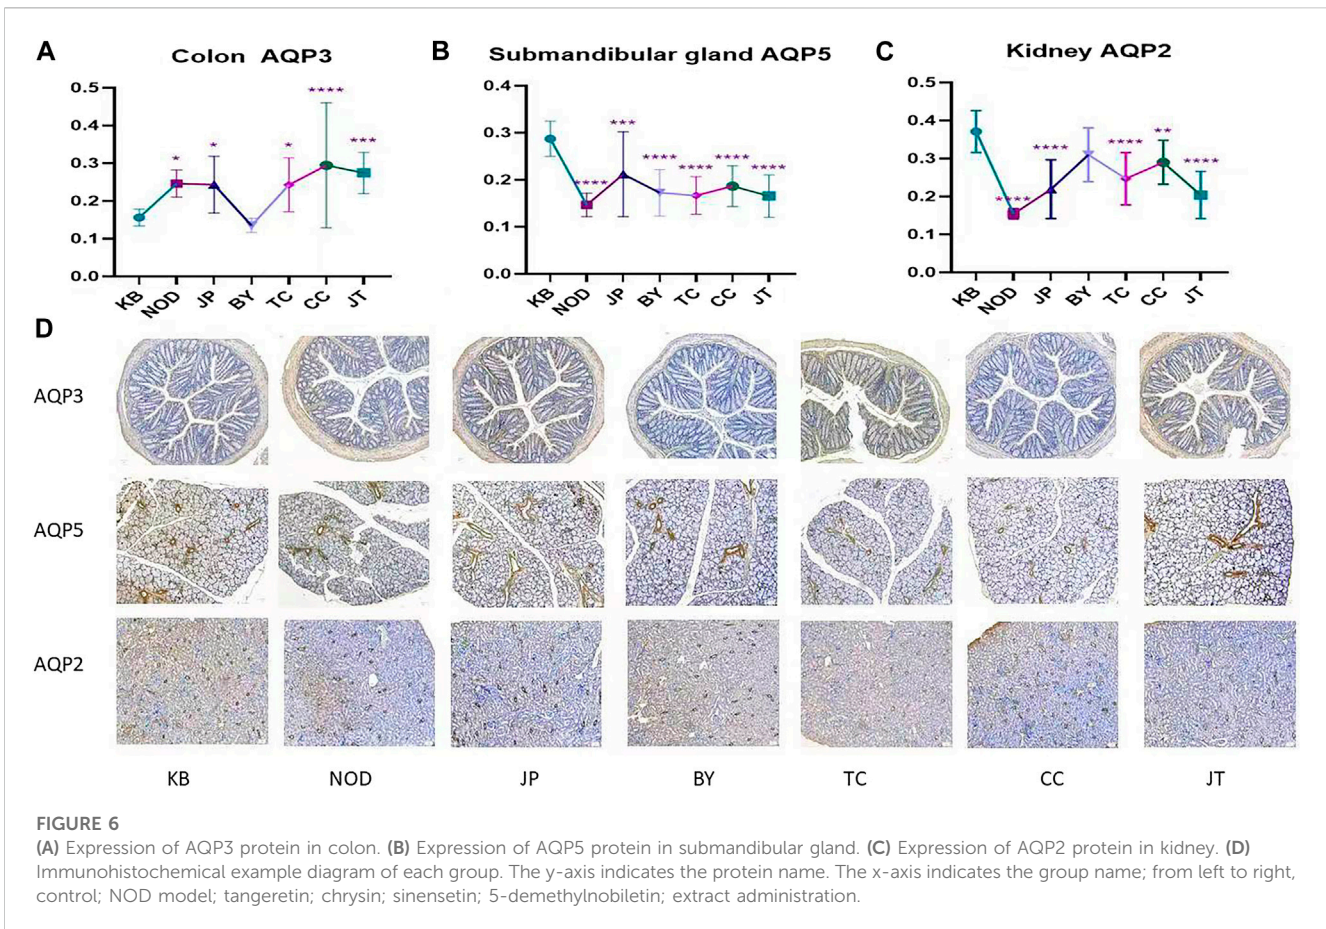 A
Colon AQP3
0.5
0.4
0.3
0.2
0.1
0.0
* * * **** ***
KB NOD JP BY TC CC JT
B
Submandibular gland AQP5
0.4
0.3
0.2
0.1
0.0
**** *** **** **** **** ****
KB NOD JP BY TC CC JT
C
Kidney AQP2
0.5
0.4
0.3
0.2
0.1
0.0
**** **** **** ** ****
KB NOD JP BY TC CC JT
D
AQP3
AQP5
AQP2
KB NOD JP BY TC CC JT
FIGURE 6
(A) Expression of AQP3 protein in colon. (B) Expression of AQP5 protein in submandibular gland. (C) Expression of AQP2 protein in kidney. (D)
Immunohistochemical example diagram of each group. The y-axis indicates the protein name. The x-axis indicates the group name; from left to right,
control; NOD model; tangeretin; chrysin; sinensetin; 5-demethylnobiletin; extract administration.